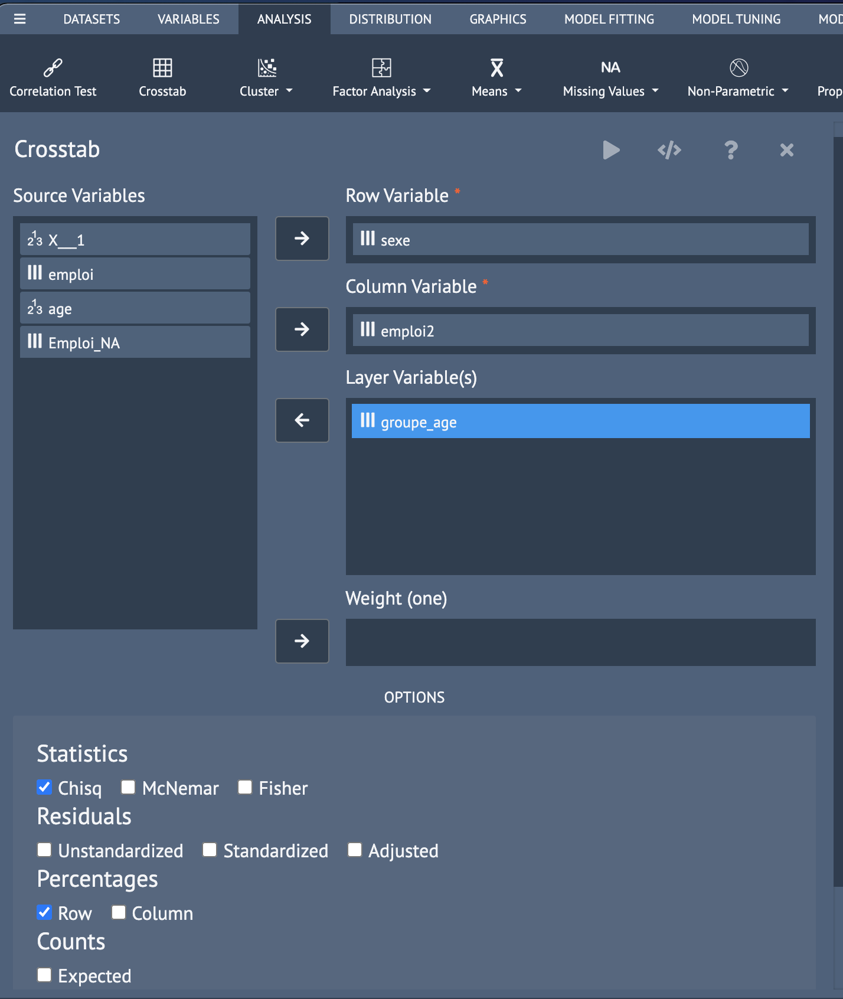 DATASETS VARIABLES ANALYSIS DISTRIBUTION GRAPHICS MODEL FITTING MODEL TUNING MOD
NA
Correlation Test Crosstab Cluster Factor Analysis Means Missing Values Non-Parametric Prop
Crosstab
Source Variables
X___1
emploi
age
Emploi_NA
Row Variable *
sexe
Column Variable *
emploi2
Layer Variable(s)
groupe_age
Weight (one)
OPTIONS
Statistics
Chisq McNemar Fisher
Residuals
Unstandardized Standardized Adjusted
Percentages
Row Column
Counts
Expected